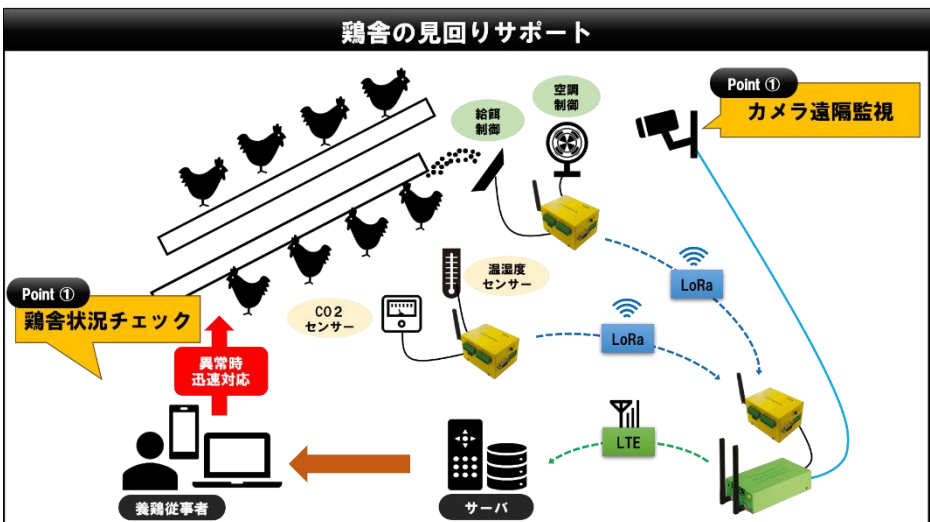 鶏舎の見回りサポート
Point ①
カメラ遠隔監視
空調
制御
給餌
制御
温湿度
センサー
CO2
センサー
LoRa
LoRa
Point ①
鶏舎状況チェック
異常時
迅速対応
LTE
養鶏従事者
サーバ